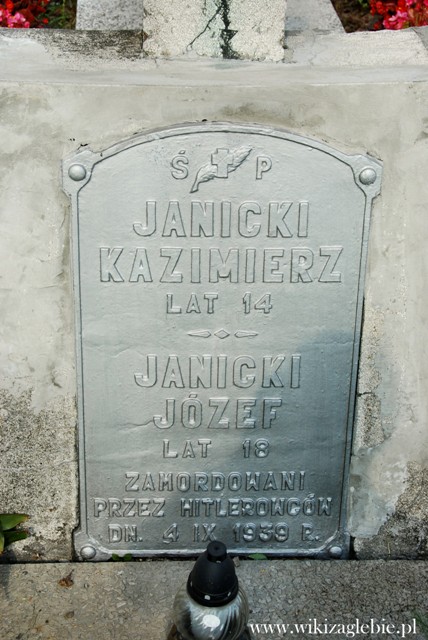 Ś P
JANICKI
KAZIMIERZ
LAT 14
JANICKI
JÓZEF
LAT 18
ZAMORDOWANI
PRZEZ HITLEROWCÓW
DN. 4 IX 1939 R.
www.wikizaglebie.pl